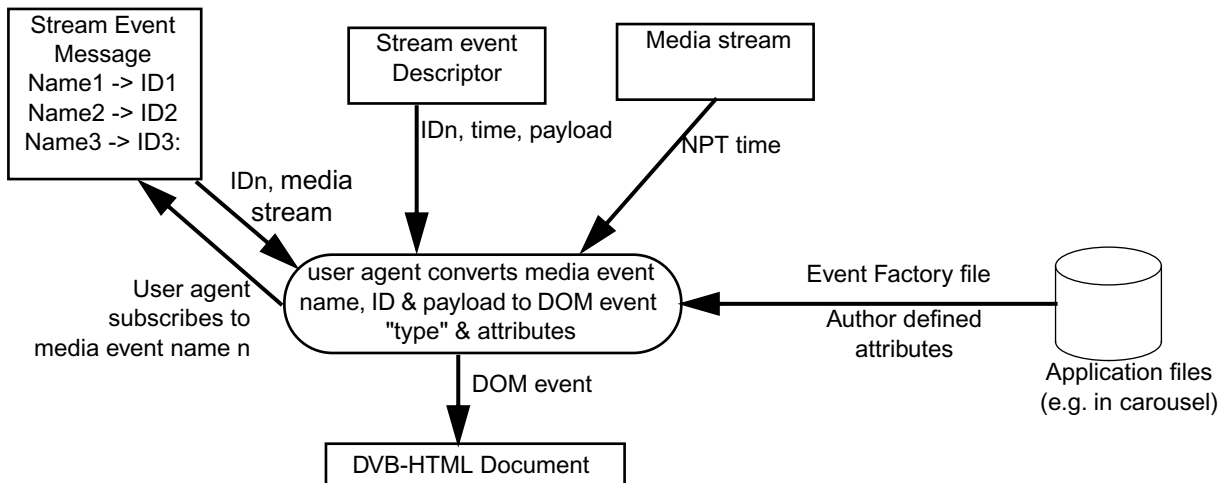 Stream Event
Message
Name1 -> ID1
Name2 -> ID2
Name3 -> ID3:
Stream event
Descriptor
Media stream
IDn, time, payload
NPT time
IDn, media
stream
User agent
subscribes to
media event name n
user agent converts media event
name, ID & payload to DOM event
"type" & attributes
Event Factory file
Author defined
attributes
Application files
(e.g. in carousel)
DOM event
DVB-HTML Document